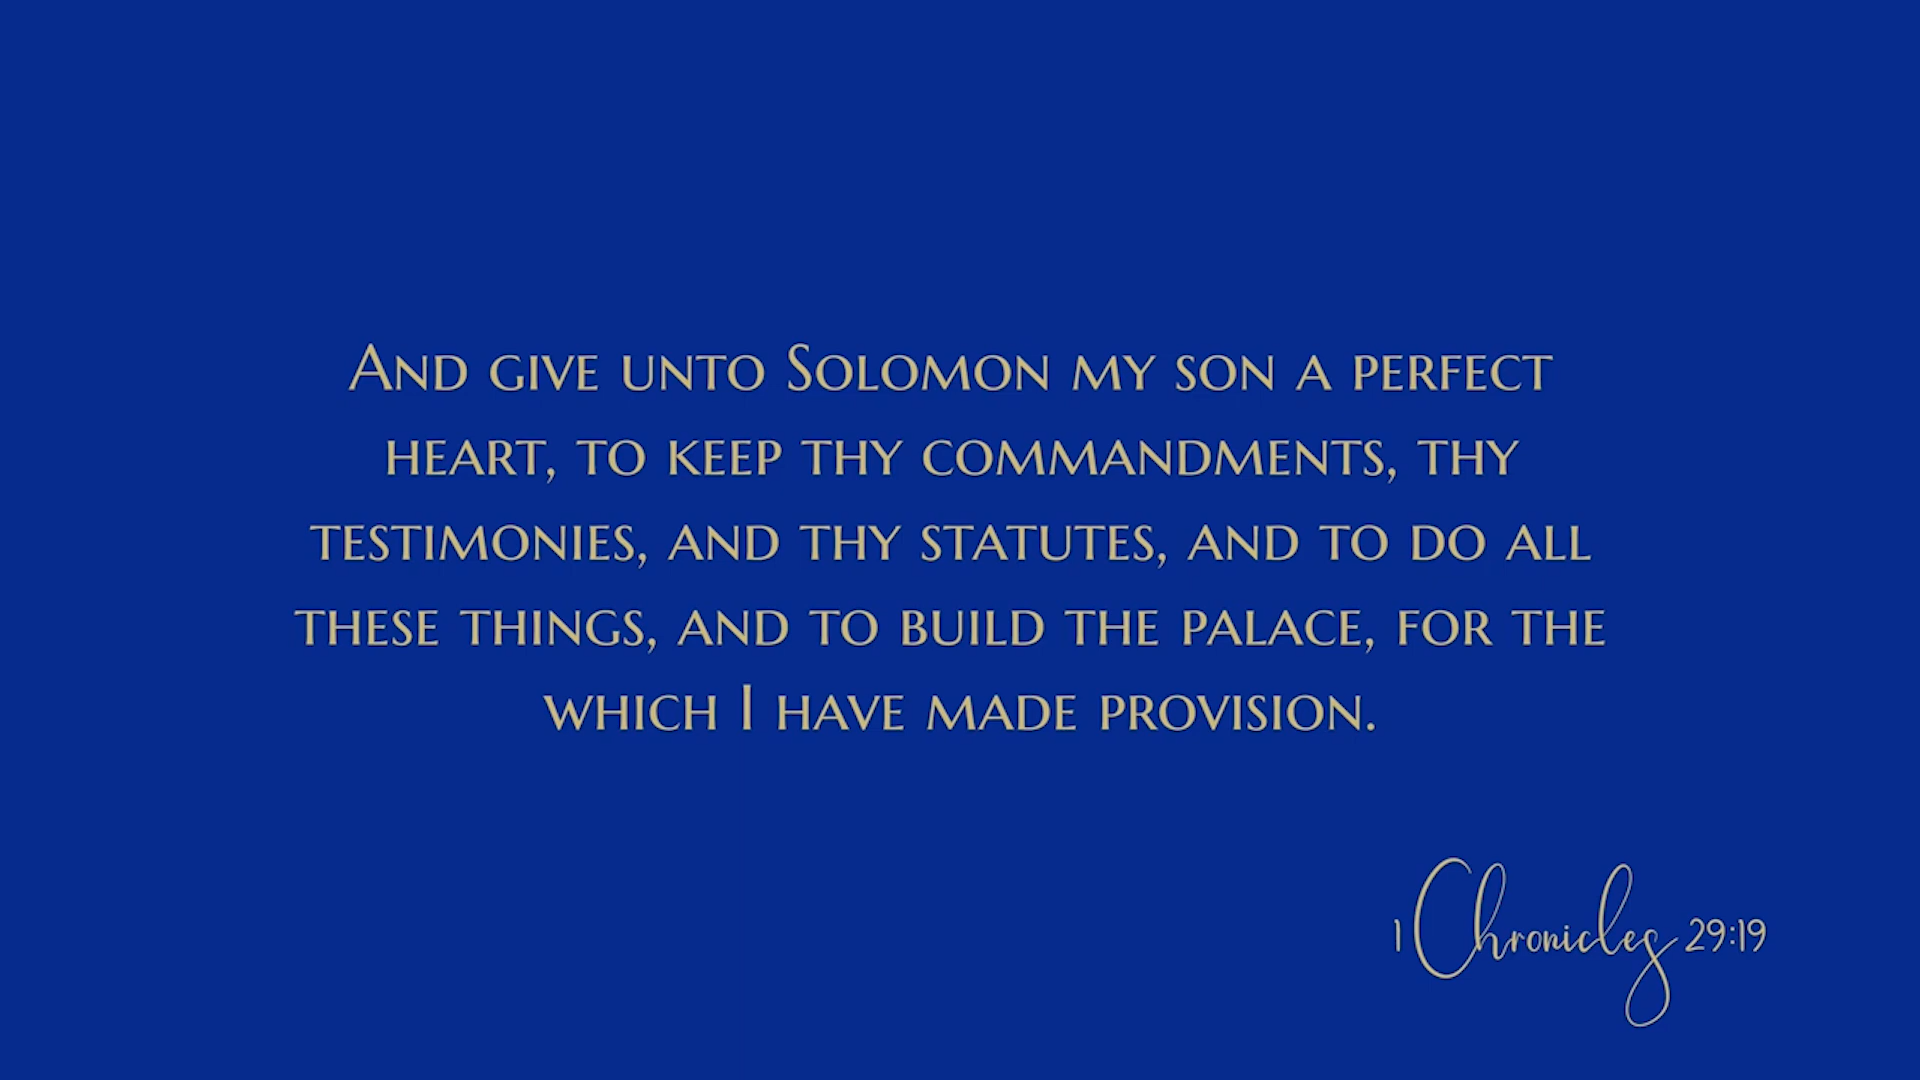 And give unto Solomon my son a perfect
heart, to keep thy commandments, thy
testimonies, and thy statutes, and to do all
these things, and to build the palace, for the
which I have made provision.
1 Chronicles 29:19